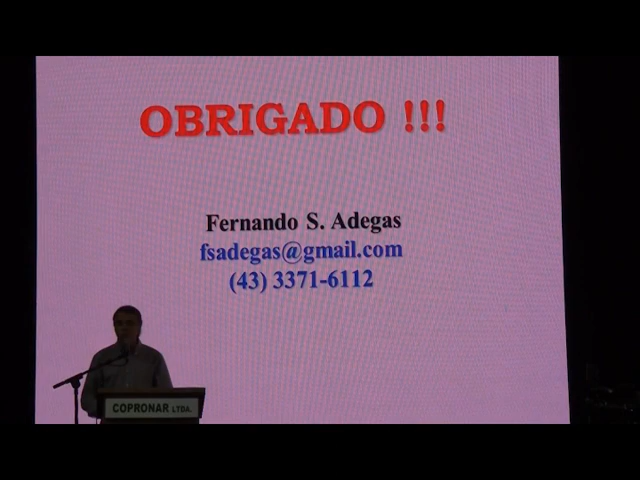 OBRIGADO !!!
Fernando S. Adegas
fsadegas@gmail.com
(43) 3371-6112
COPRONAR LTDA.